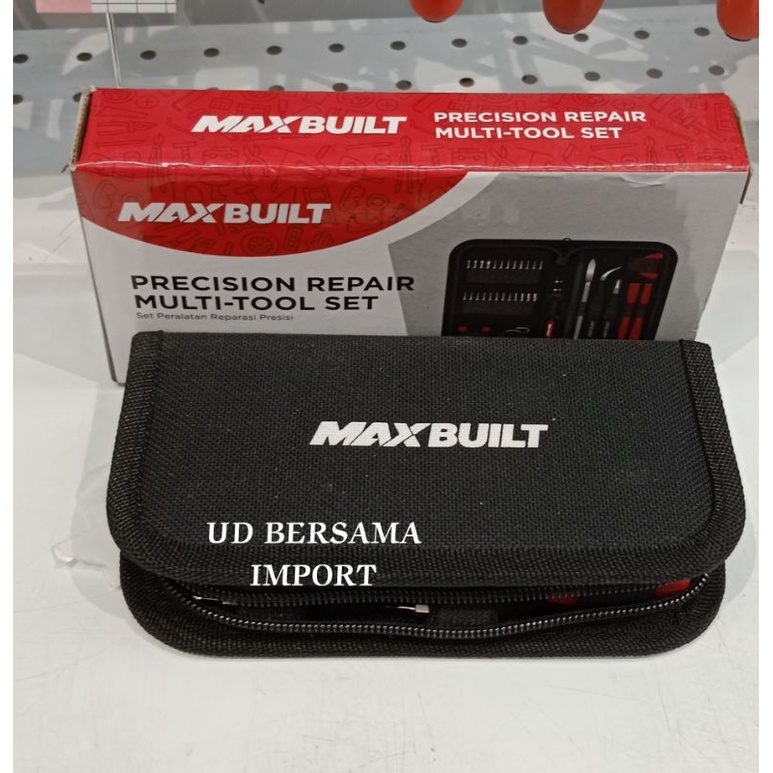 MAXBUILT
PRECISION REPAIR
MULTI-TOOL SET
MAXBUILT
PRECISION REPAIR
MULTI-TOOL SET
Set Peralatan Reparasi Presisi
MAXBUILT
UD BERSAMA
IMPORT